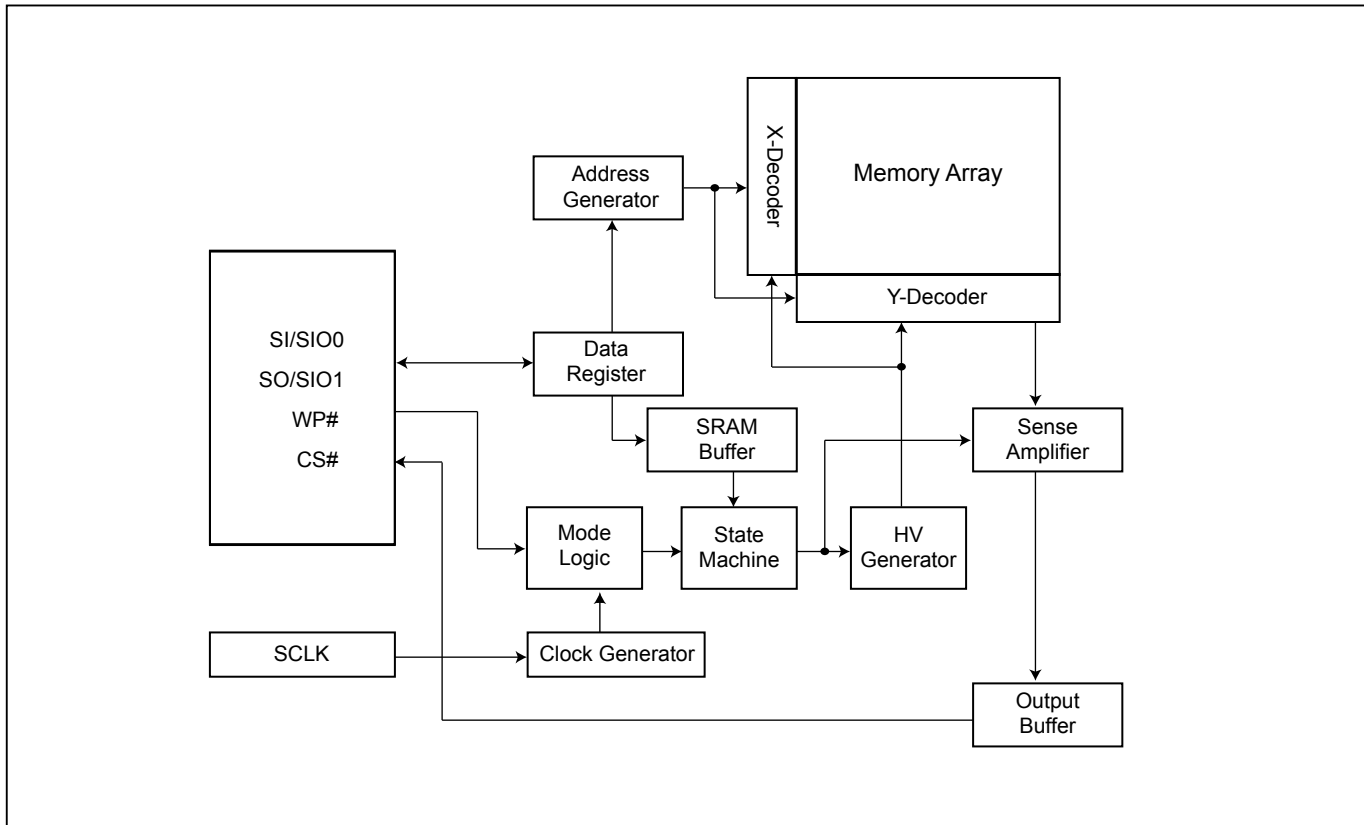 X-Decoder
Memory Array
Address
Generator
Y-Decoder
SI/SIO0
SO/SIO1
WP#
CS#
Data
Register
SRAM
Buffer
Sense
Amplifier
Mode
Logic
State
Machine
HV
Generator
SCLK
Clock Generator
Output
Buffer